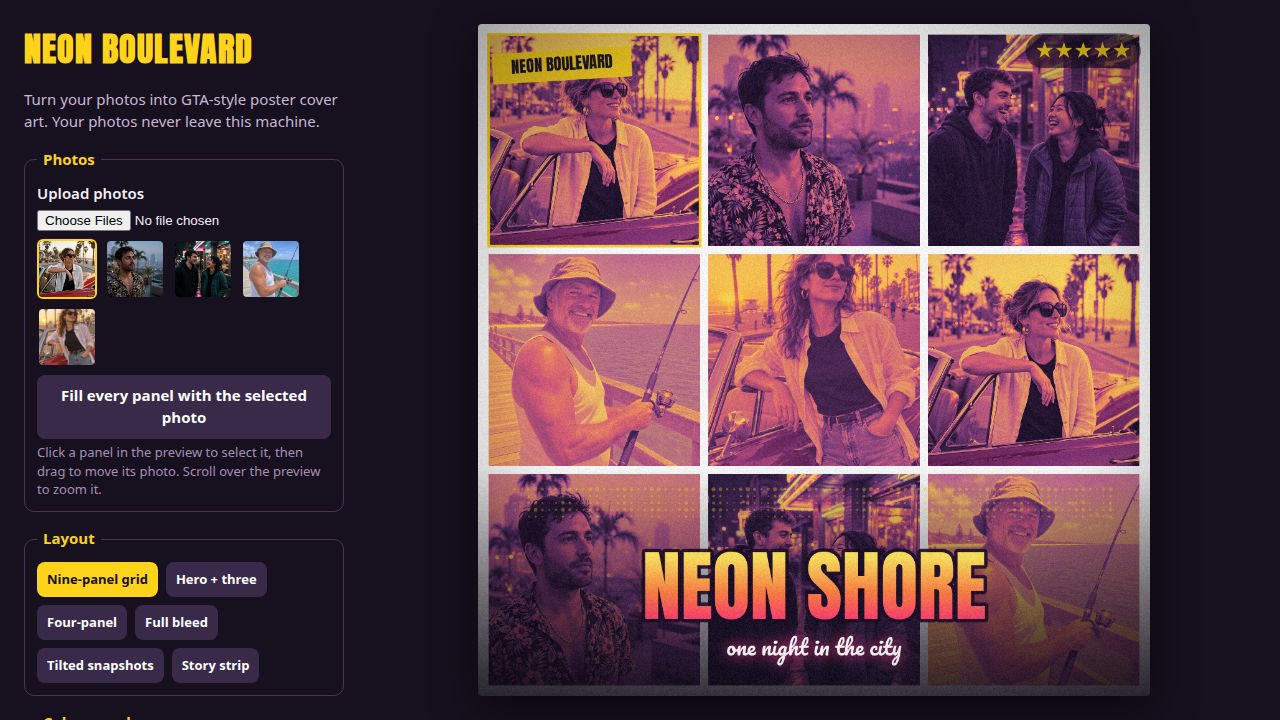 NEON BOULEVARD
Turn your photos into GTA-style poster cover
art. Your photos never leave this machine.
Photos
Upload photos
Choose Files No file chosen
Fill every panel with the selected
photo
Click a panel in the preview to select it, then
drag to move its photo. Scroll over the preview
to zoom it.
Layout
Nine-panel grid
Hero + three
Four-panel
Full bleed
Tilted snapshots
Story strip
NEON BOULEVARD
★★★★★
NEON SHORE
one night in the city